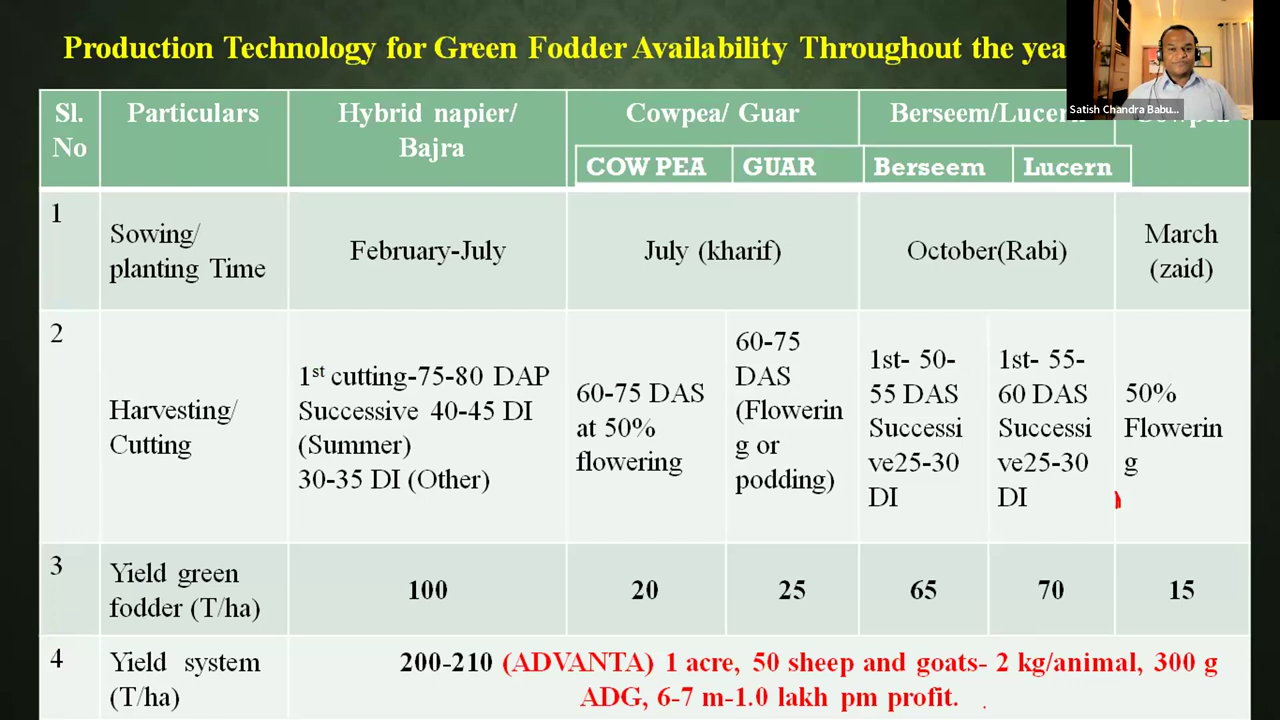 Production Technology for Green Fodder Availability Throughout the yea
Satish Chandra Babu...
Sl. No
Particulars
Hybrid napier/
Bajra
Cowpea/ Guar
COW PEA
GUAR
Berseem/Lucern
Berseem
Lucern
1
Sowing/
planting Time
February-July
July (kharif)
October(Rabi)
March
(zaid)
2
Harvesting/
Cutting
1st cutting-75-80 DAP
Successive 40-45 DI
(Summer)
30-35 DI (Other)
60-75 DAS
at 50%
flowering
60-75
DAS
(Flowerin
g or
podding)
1st- 50-
55 DAS
Successi
ve25-30
DI
1st- 55-
60 DAS
Successi
ve25-30
DI
50%
Flowerin
g
3
Yield green
fodder (T/ha)
100
20
25
65
70
15
4
Yield system
(T/ha)
200-210 (ADVANTA) 1 acre, 50 sheep and goats- 2 kg/animal, 300 g
ADG, 6-7 m-1.0 lakh pm profit.